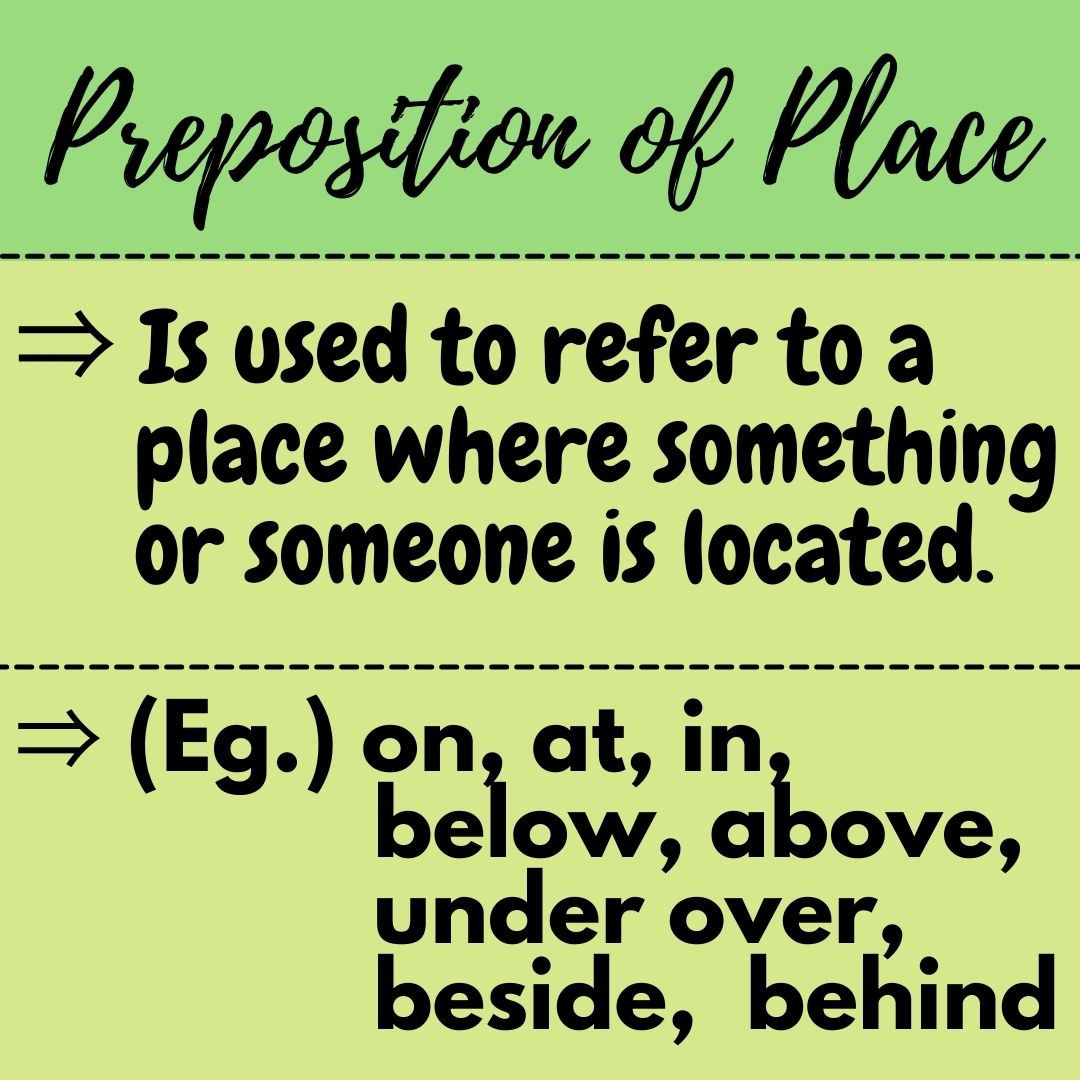 Preposition of Place
⇒ Is used to refer to a
place where something
or someone is located.
⇒ (Eg.) on, at, in,
below, above,
under over,
beside, behind